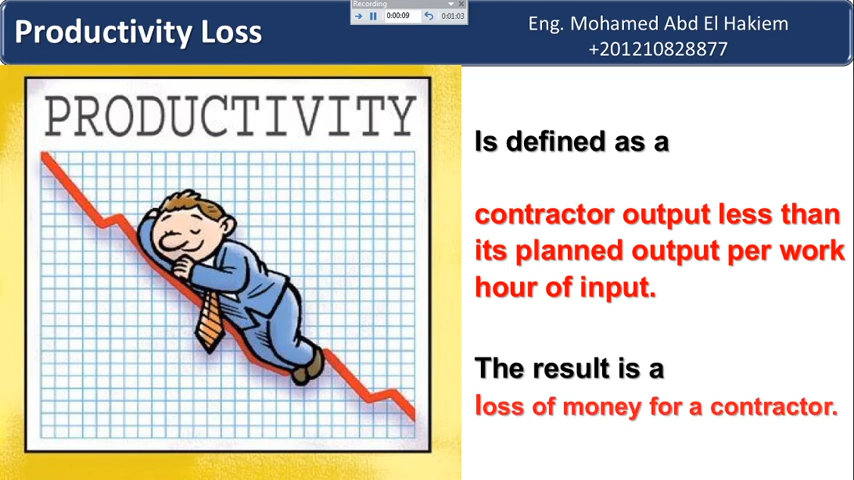 Recording
0:00:09
0:01:03
Productivity Loss
Eng. Mohamed Abd El Hakiem
+201210828877
PRODUCTIVITY
Is defined as a
contractor output less than
its planned output per work
hour of input.
The result is a
loss of money for a contractor.